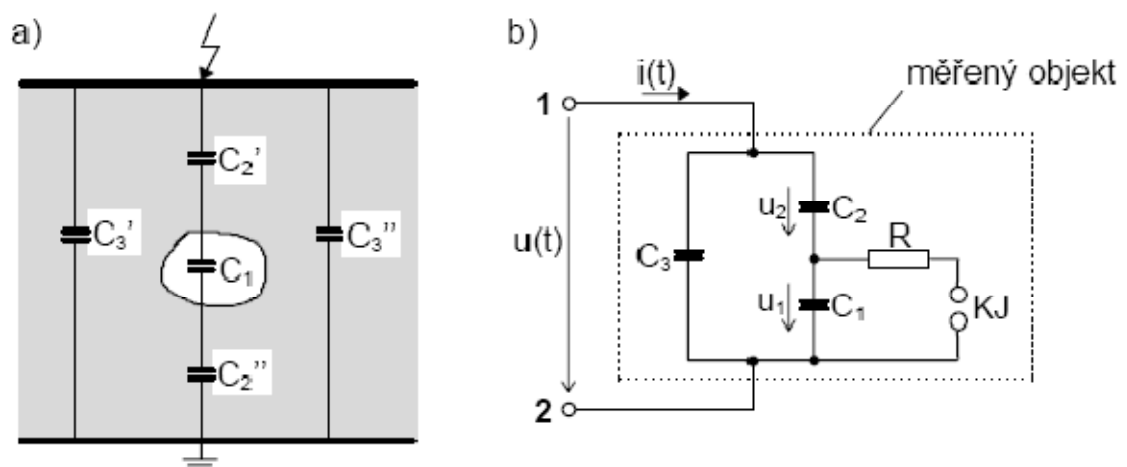 a)
C₂’
C₃’
C₃’’
C₁
C₂’’
b)
i(t)
měřený objekt
1
u₂
C₂
R
u(t)
C₃
u₁
C₁
KJ
2